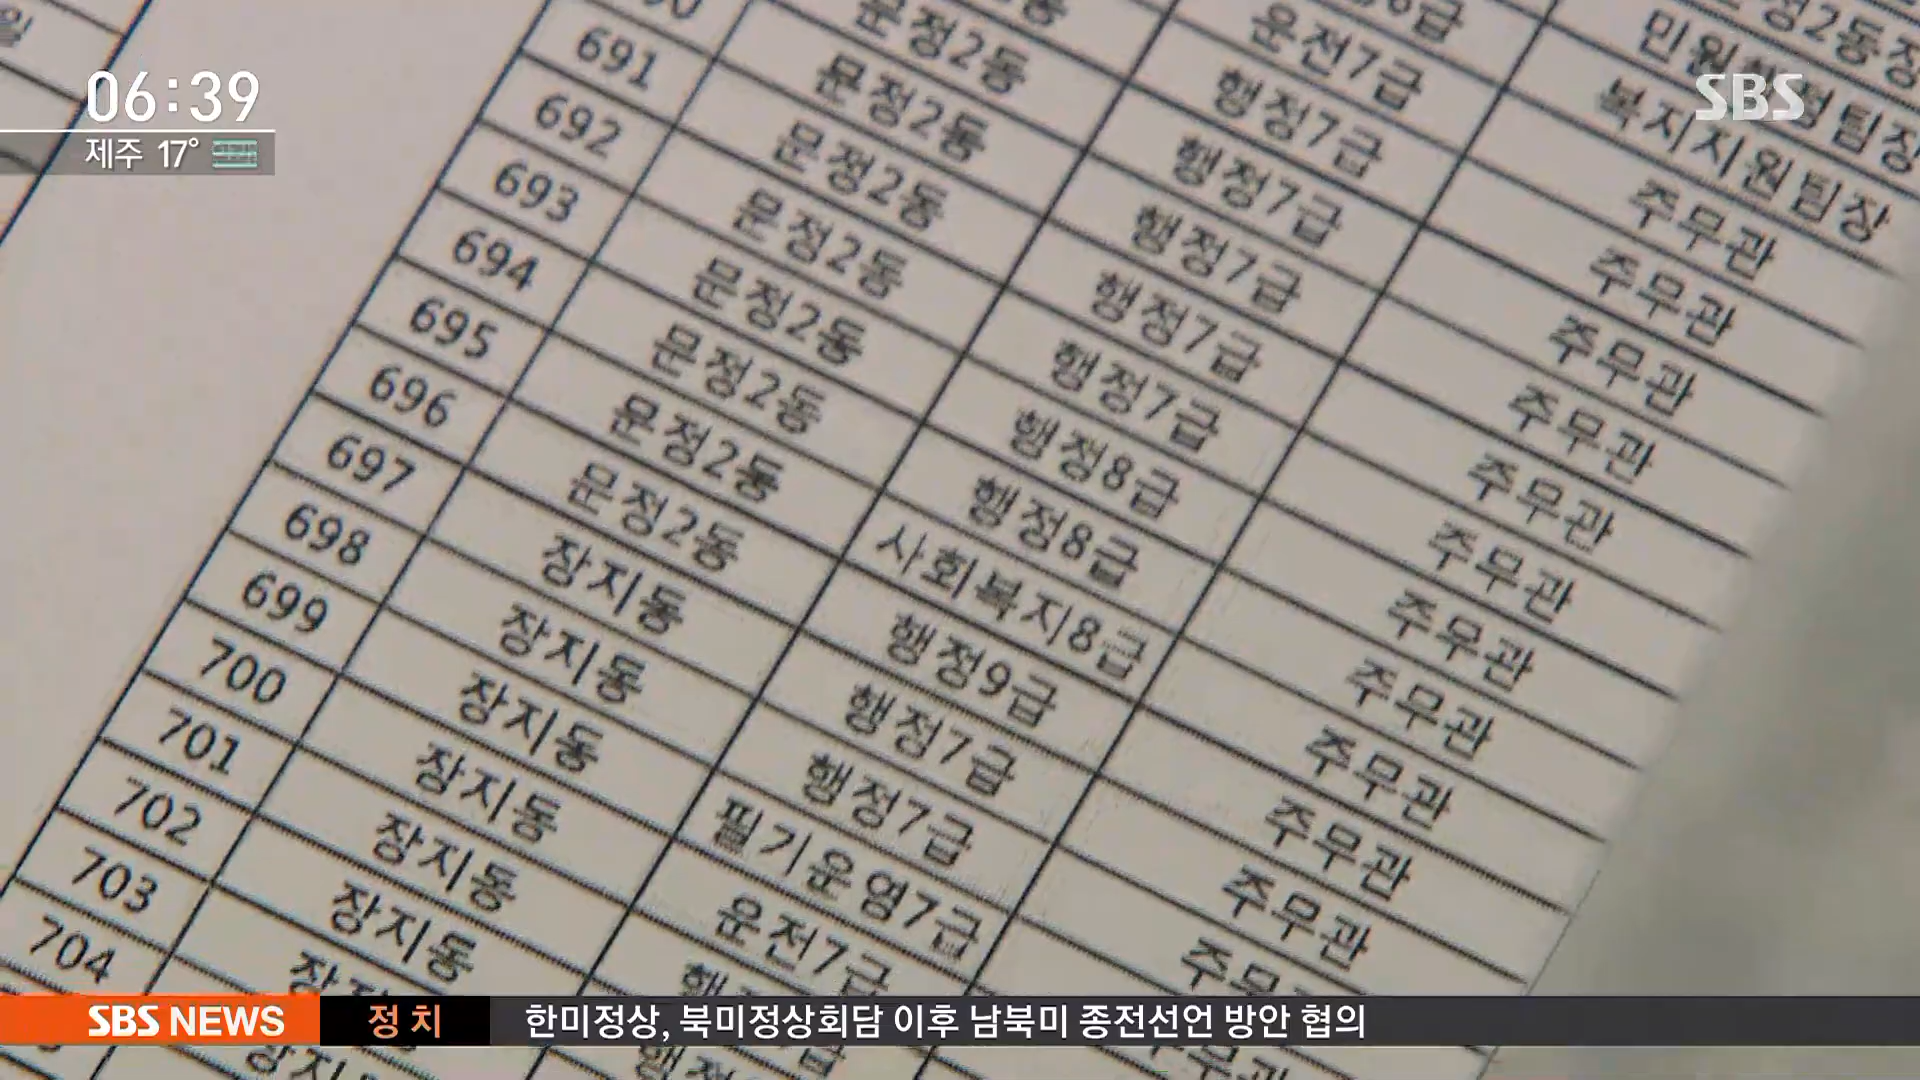 06:39
제주 17°
SBS
복지지원팀장
운전7급 주무관
행정7급 주무관
문정2동 행정7급 주무관
문정2동 행정7급 주무관
691 문정2동 행정7급 주무관
692 문정2동 행정7급 주무관
693 문정2동 행정8급 주무관
694 문정2동 행정8급 주무관
695 문정2동 사회복지8급 주무관
696 문정2동 행정9급 주무관
697 장지동 행정7급 주무관
698 장지동 행정7급
699 장지동 필기운영7급
700 장지동 운전7급
701 장지동
702 장지동
703
704
SBS NEWS 정치 한미정상, 북미정상회담 이후 남북미 종전선언 방안 협의